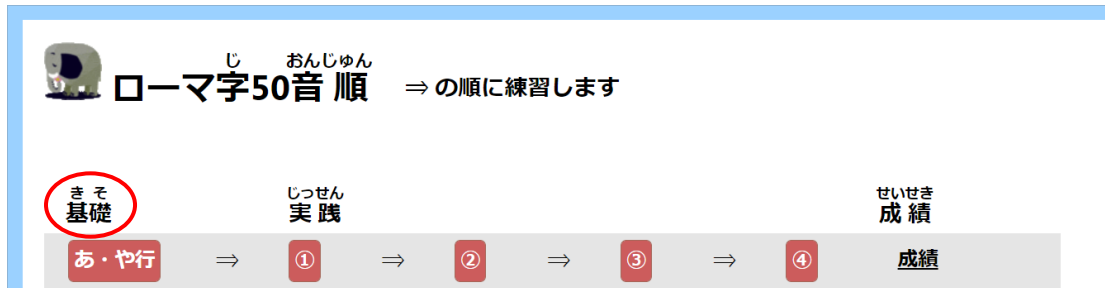 じ おんじゅん
ローマ字50音順 ⇒ の順に練習します
きそ じっせん せいせき
基礎 実践 成績
あ・や行 ⇒ ① ⇒ ② ⇒ ③ ⇒ ④ 成績